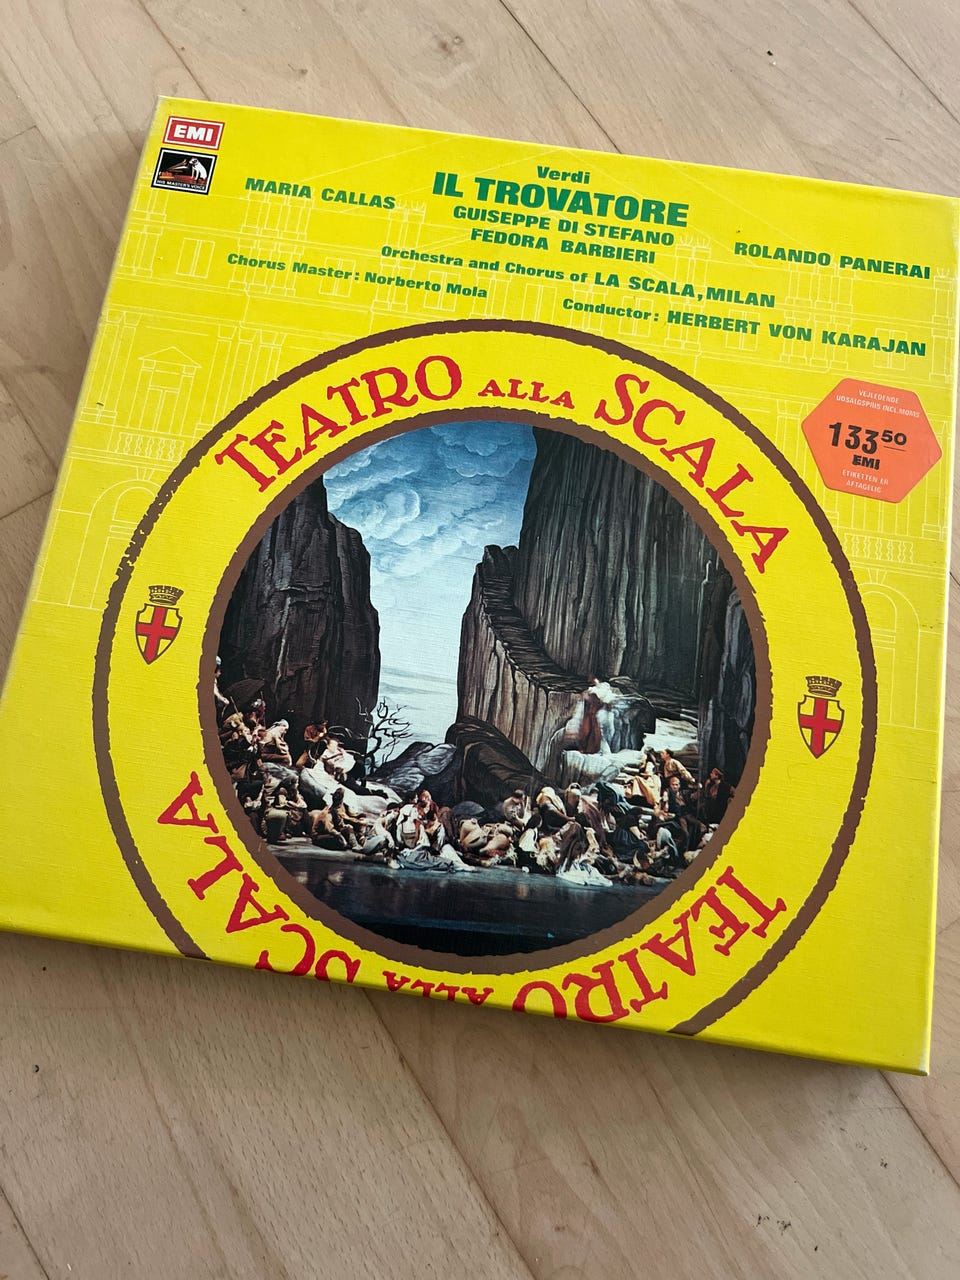 EMI
HIS MASTER'S VOICE
Verdi
IL TROVATORE
MARIA CALLAS
GUISEPPE DI STEFANO
FEDORA BARBIERI
ROLANDO PANERAI
Orchestra and Chorus of LA SCALA, MILAN
Chorus Master: Norberto Mola
Conductor: HERBERT VON KARAJAN
TEATRO ALLA SCALA
VEJLEDENDE
UDSALGSPRIS INCL. MOMS
133 50
EMI
ETIKETTEN ER
AFTAGELIG
TEATRO ALLA SCALA